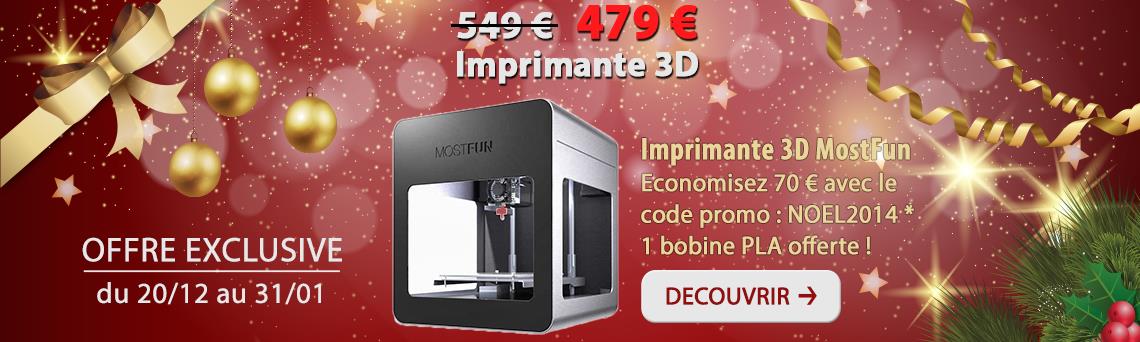 549 € 479 €
Imprimante 3D
MOSTFUN
Imprimante 3D MostFun
Economisez 70 € avec le
code promo : NOEL2014 *
1 bobine PLA offerte !
OFFRE EXCLUSIVE
du 20/12 au 31/01
DECOUVRIR →